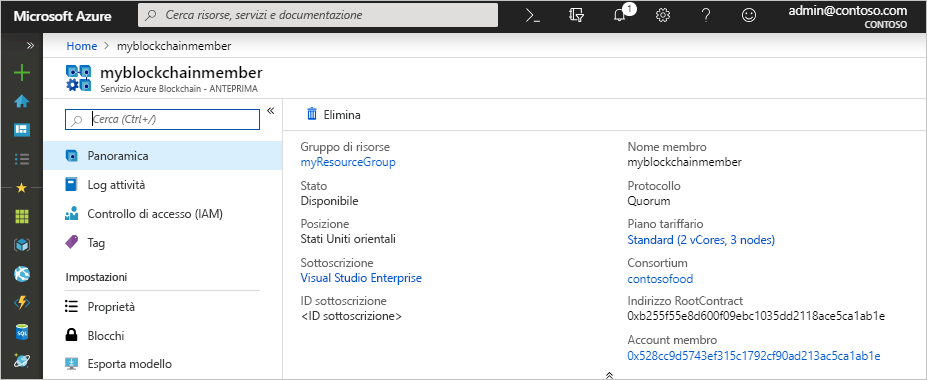 Microsoft Azure
Cerca risorse, servizi e documentazione
1
admin@contoso.com
CONTOSO
Home > myblockchainmember
myblockchainmember
Servizio Azure Blockchain - ANTEPRIMA
Cerca (Ctrl+/)
Panoramica
Log attività
Controllo di accesso (IAM)
Tag
Impostazioni
Proprietà
Blocchi
Esporta modello
Elimina
Gruppo di risorse
myResourceGroup
Stato
Disponibile
Posizione
Stati Uniti orientali
Sottoscrizione
Visual Studio Enterprise
ID sottoscrizione
<ID sottoscrizione>
Nome membro
myblockchainmember
Protocollo
Quorum
Piano tariffario
Standard (2 vCores, 3 nodes)
Consortium
contosofood
Indirizzo RootContract
0xb255f55e8d600f09ebc1035dd2118ace5ca1ab1e
Account membro
0x528cc9d5743ef315c1792cf90ad213ac5ca1ab1e